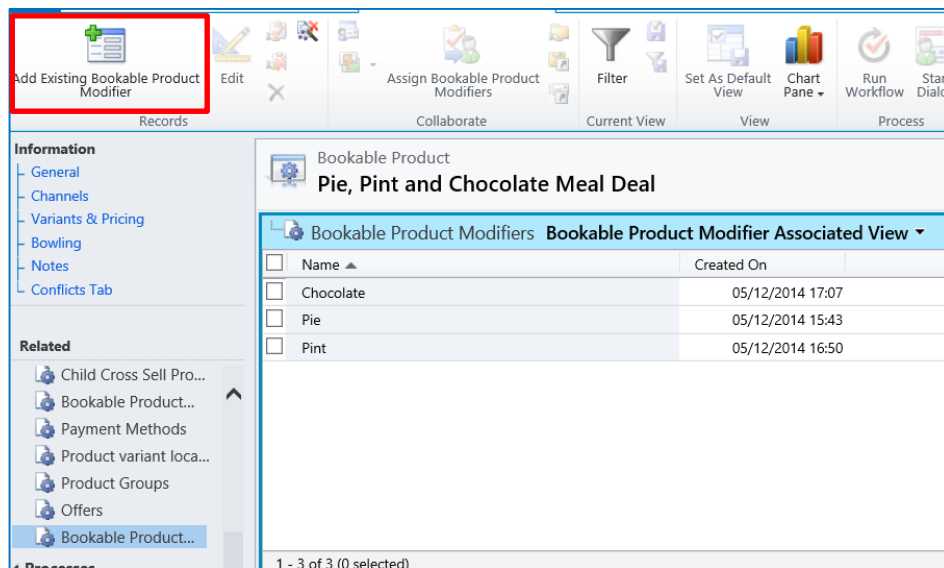 Add Existing Bookable Product
Modifier
Edit
Assign Bookable Product
Modifiers
Filter
Set As Default
View
Chart
Pane
Run
Workflow
Records
Collaborate
Current View
View
Process
Information
General
Channels
Variants & Pricing
Bowling
Notes
Conflicts Tab
Related
Child Cross Sell Pro...
Bookable Product...
Payment Methods
Product variant loca...
Product Groups
Offers
Bookable Product...
Processes
Bookable Product
Pie, Pint and Chocolate Meal Deal
Bookable Product Modifiers Bookable Product Modifier Associated View
Name Created On
Chocolate 05/12/2014 17:07
Pie 05/12/2014 15:43
Pint 05/12/2014 16:50
1 - 3 of 3 (0 selected)